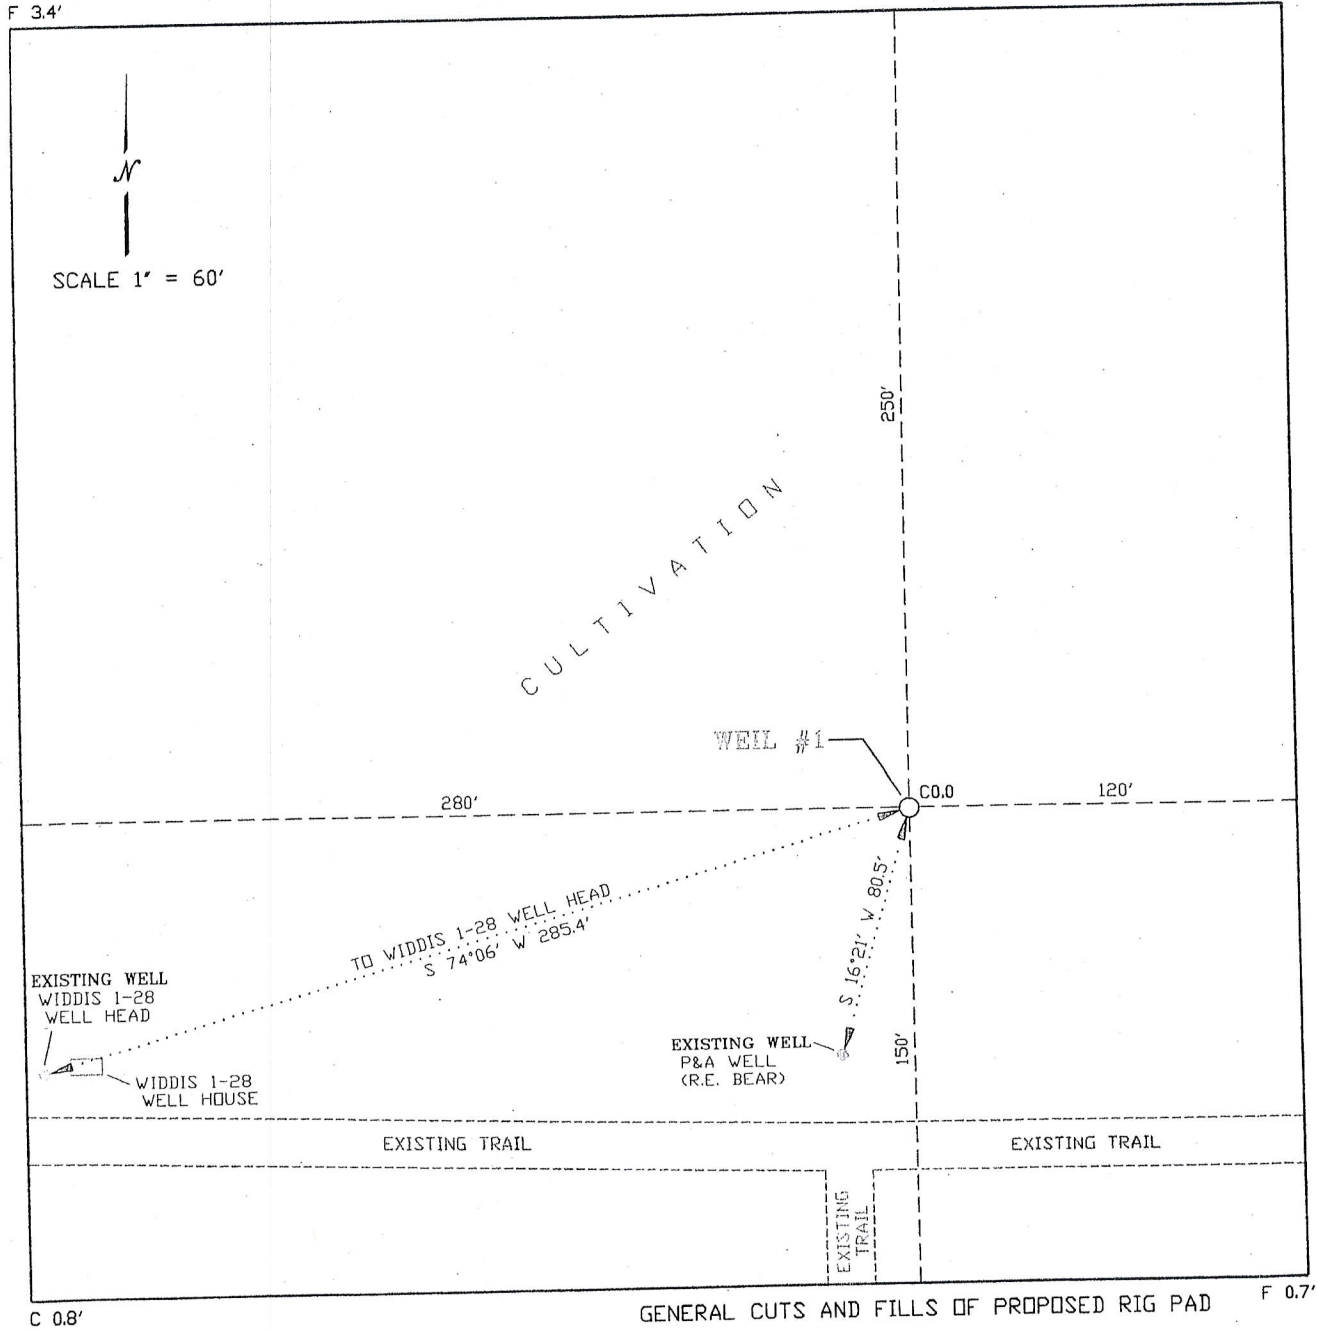 F 3.4'
N
SCALE 1" = 60'
250'
CULTIVATION
WEIL #1
C0.0
280'
120'
TO WIDDIS 1-28 WELL HEAD
S 74°06' W 285.4'
S 16°21' W 80.5'
EXISTING WELL
WIDDIS 1-28
WELL HEAD
WIDDIS 1-28
WELL HOUSE
EXISTING WELL
P&A WELL
(R.E. BEAR)
150'
EXISTING TRAIL
EXISTING TRAIL
EXISTING
TRAIL
C 0.8'
GENERAL CUTS AND FILLS OF PROPOSED RIG PAD
F 0.7'